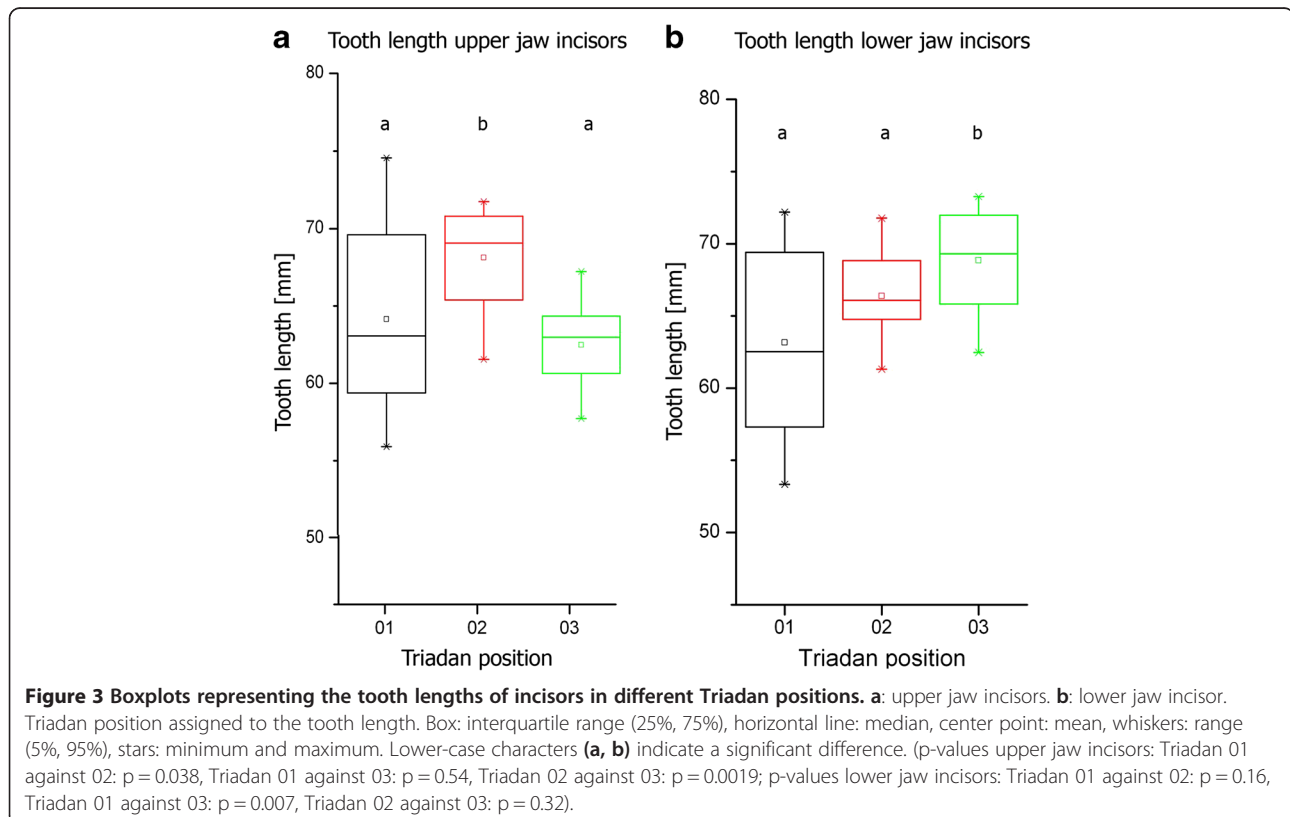 a Tooth length upper jaw incisors
80
70
60
50
Tooth length [mm]
a b a
01 02 03
Triadan position
b Tooth length lower jaw incisors
80
70
60
50
Tooth length [mm]
a a b
01 02 03
Triadan position
Figure 3 Boxplots representing the tooth lengths of incisors in different Triadan positions. a: upper jaw incisors. b: lower jaw incisor.
Triadan position assigned to the tooth length. Box: interquartile range (25%, 75%), horizontal line: median, center point: mean, whiskers: range
(5%, 95%), stars: minimum and maximum. Lower-case characters (a, b) indicate a significant difference. (p-values upper jaw incisors: Triadan 01
against 02: p = 0.038, Triadan 01 against 03: p = 0.54, Triadan 02 against 03: p = 0.0019; p-values lower jaw incisors: Triadan 01 against 02: p = 0.16,
Triadan 01 against 03: p = 0.007, Triadan 02 against 03: p = 0.32).